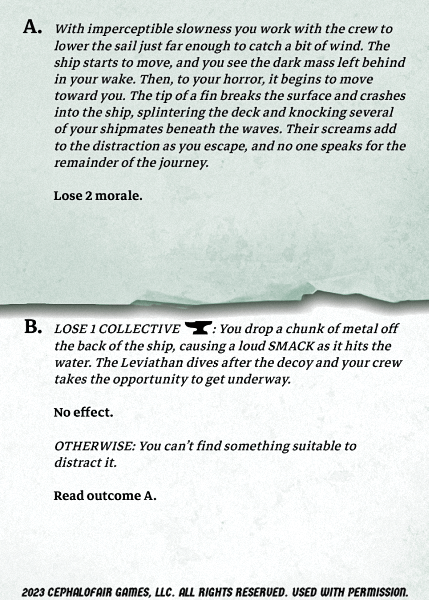 A. With imperceptible slowness you work with the crew to
lower the sail just far enough to catch a bit of wind. The
ship starts to move, and you see the dark mass left behind
in your wake. Then, to your horror, it begins to move
toward you. The tip of a fin breaks the surface and crashes
into the ship, splintering the deck and knocking several
of your shipmates beneath the waves. Their screams add
to the distraction as you escape, and no one speaks for the
remainder of the journey.
Lose 2 morale.
B. LOSE 1 COLLECTIVE : You drop a chunk of metal off
the back of the ship, causing a loud SMACK as it hits the
water. The Leviathan dives after the decoy and your crew
takes the opportunity to get underway.
No effect.
OTHERWISE: You can't find something suitable to
distract it.
Read outcome A.
2023 CEPHALOFAIR GAMES, LLC. ALL RIGHTS RESERVED. USED WITH PERMISSION.